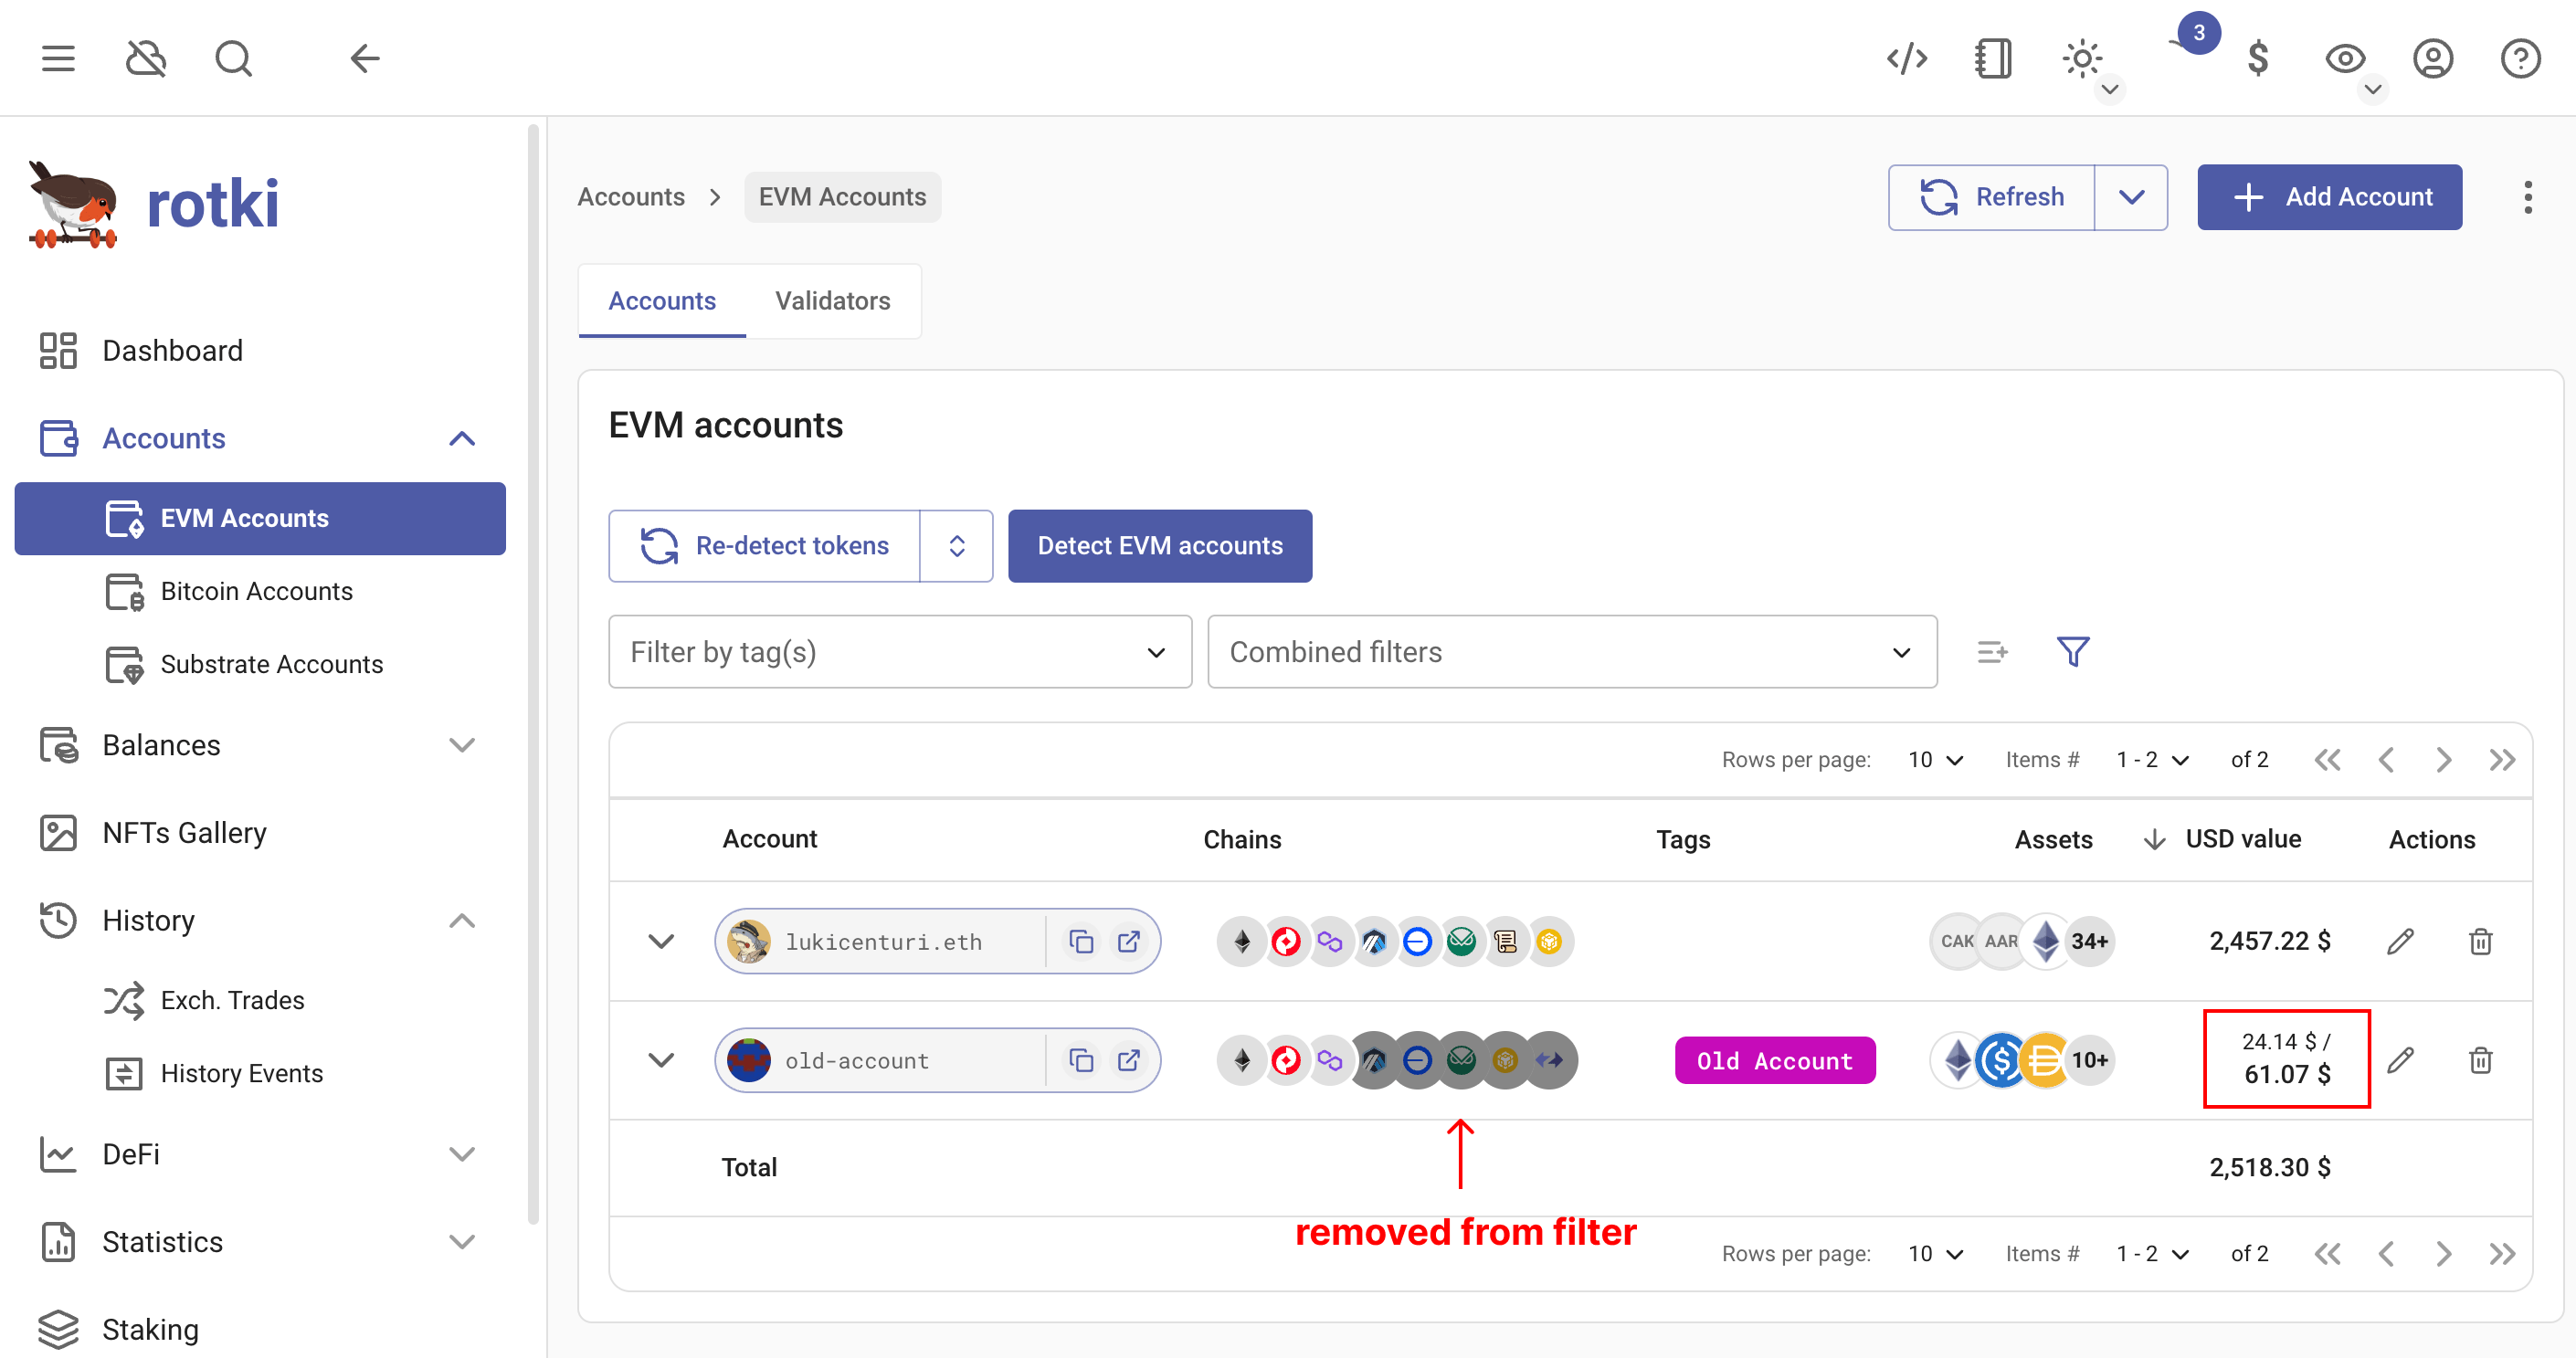 3
rotki
Dashboard
Accounts
EVM Accounts
Bitcoin Accounts
Substrate Accounts
Balances
NFTs Gallery
History
Exch. Trades
History Events
DeFi
Statistics
Staking
Accounts > EVM Accounts
Refresh
Add Account
Accounts Validators
EVM accounts
Re-detect tokens
Detect EVM accounts
Filter by tag(s)
Combined filters
Rows per page: 10 Items # 1 - 2 of 2
Account Chains Tags Assets USD value Actions
lukicenturi.eth CAK AAR 34+ 2,457.22 $
old-account Old Account 10+ 24.14 $ /
61.07 $
Total 2,518.30 $
removed from filter
Rows per page: 10 Items # 1 - 2 of 2